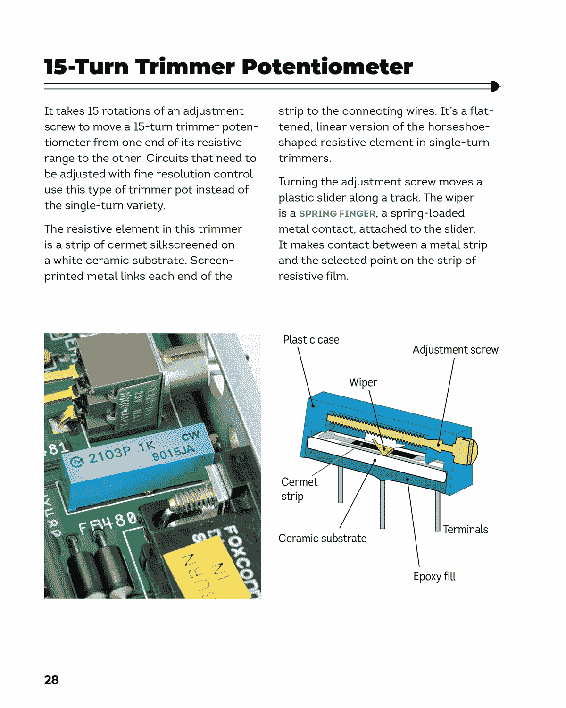 15-Turn Trimmer Potentiometer
It takes 15 rotations of an adjustment
screw to move a 15-turn trimmer poten-
tiometer from one end of its resistive
range to the other. Circuits that need to
be adjusted with fine resolution control
use this type of trimmer pot instead of
the single-turn variety.
The resistive element in this trimmer
is a strip of cermet silkscreened on
a white ceramic substrate. Screen-
printed metal links each end of the
strip to the connecting wires. It's a flat-
tened, linear version of the horseshoe-
shaped resistive element in single-turn
trimmers.
Turning the adjustment screw moves a
plastic slider along a track. The wiper
is a SPRING FINGER, a spring-loaded
metal contact, attached to the slider.
It makes contact between a metal strip
and the selected point on the strip of
resistive film.
2103P 1K CW
9015JA
FB480
FOXCONN
Plastic case
Adjustment screw
Wiper
Cermet
strip
Ceramic substrate
Terminals
Epoxy fill
28